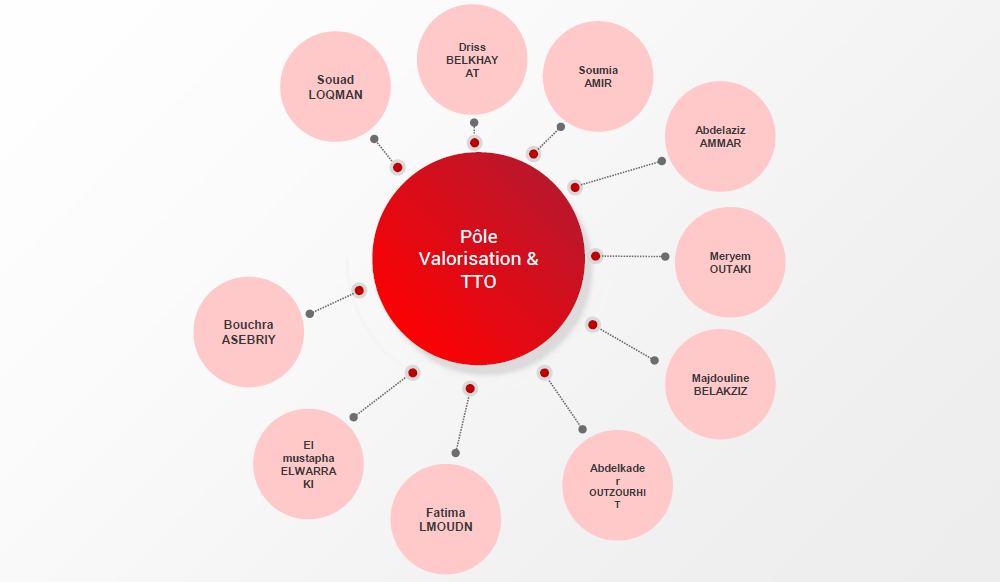 Driss
BELKHAY
AT
Soumia
AMIR
Souad
LOQMAN
Abdelaziz
AMMAR
Pôle
Valorisation &
TTO
Meryem
OUTAKI
Bouchra
ASEBRIY
Majdouline
BELAKZIZ
El
mustapha
ELWARRA
KI
Abdelkade
r
OUTZOURHI
T
Fatima
LMOUDN